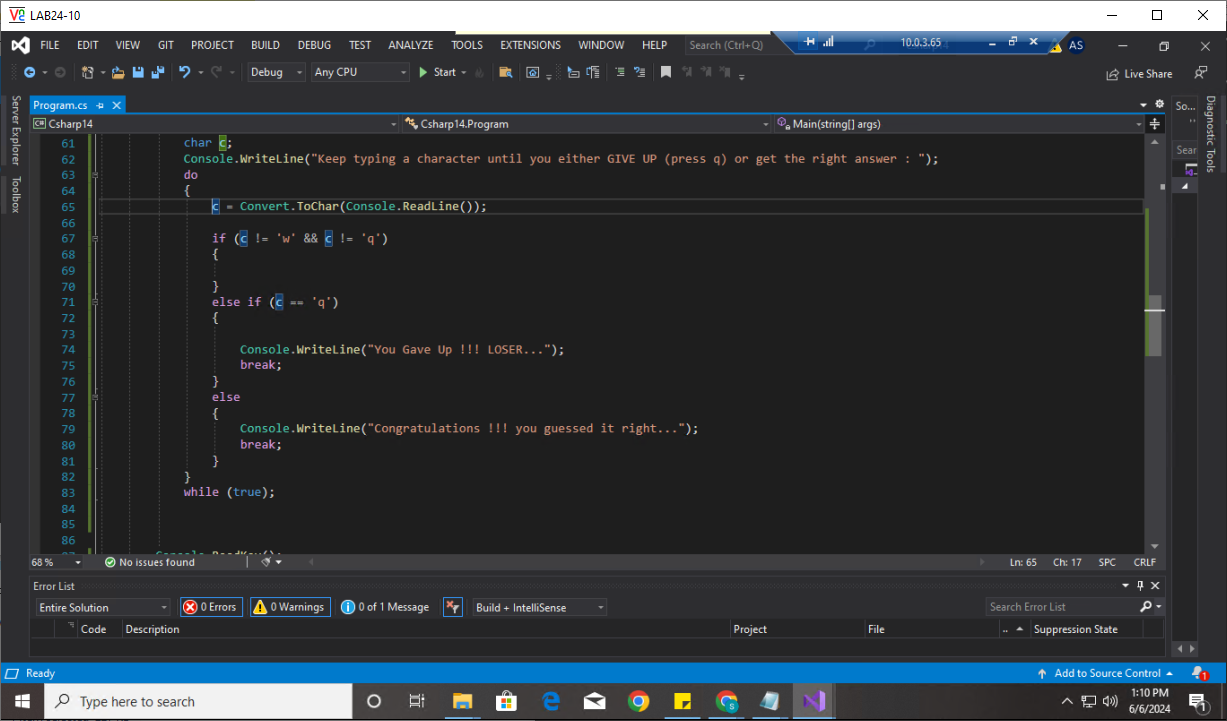 LAB24-10
FILE EDIT VIEW GIT PROJECT BUILD DEBUG TEST ANALYZE TOOLS EXTENSIONS WINDOW HELP Search (Ctrl+Q) 10.0.3.65 AS
Debug Any CPU Start Live Share
Server Explorer
Toolbox
Program.cs So...
Diagnostic Tools
Csharp14 Csharp14.Program Main(string[] args)
Sear
61 char c;
62 Console.WriteLine("Keep typing a character until you either GIVE UP (press q) or get the right answer : ");
63 do
64 {
65 c = Convert.ToChar(Console.ReadLine());
66
67 if (c != 'w' && c != 'q')
68 {
69
70 }
71 else if (c == 'q')
72 {
73
74 Console.WriteLine("You Gave Up !!! LOSER...");
75 break;
76 }
77 else
78 {
79 Console.WriteLine("Congratulations !!! you guessed it right...");
80 break;
81 }
82 }
83 while (true);
84
85
86
87 Console.ReadKey();
68 % No issues found Ln: 65 Ch: 17 SPC CRLF
Error List
Entire Solution 0 Errors 0 Warnings 0 of 1 Message Build + IntelliSense Search Error List
Code Description Project File .. Suppression State
Ready Add to Source Control 1
Type here to search 1:10 PM
6/6/2024 1